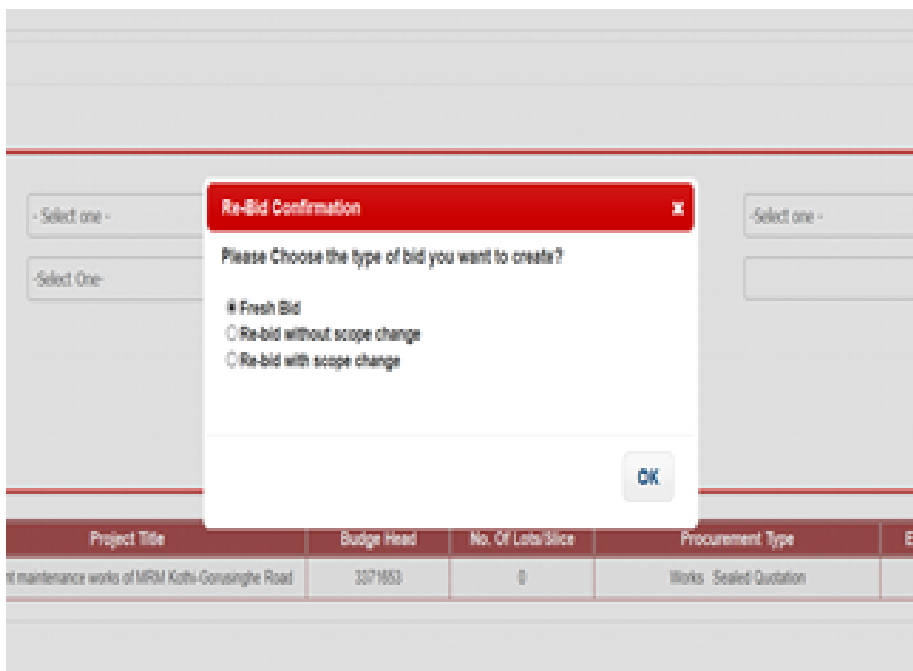 - Select one -
Re-Bid Confirmation
x
-Select one -
-Select One-
Please Choose the type of bid you want to create?
Fresh Bid
Re-bid without scope change
Re-bid with scope change
OK
Project Title Budge Head No. Of Lots/Slice Procurement Type E
nt maintenance works of MRM Kothi-Gorusinghe Road 3371653 0 Works Sealed Quotation